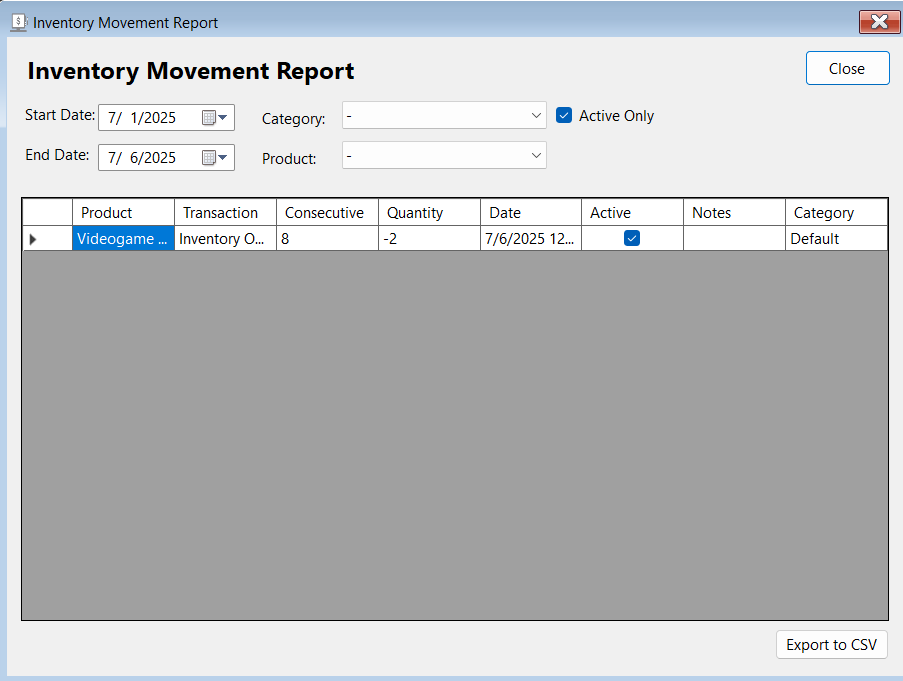 Inventory Movement Report
Inventory Movement Report
Close
Start Date: 7/ 1/2025 Category: - Active Only
End Date: 7/ 6/2025 Product: -
Product Transaction Consecutive Quantity Date Active Notes Category
Videogame ... Inventory O... 8 -2 7/6/2025 12... Default
Export to CSV